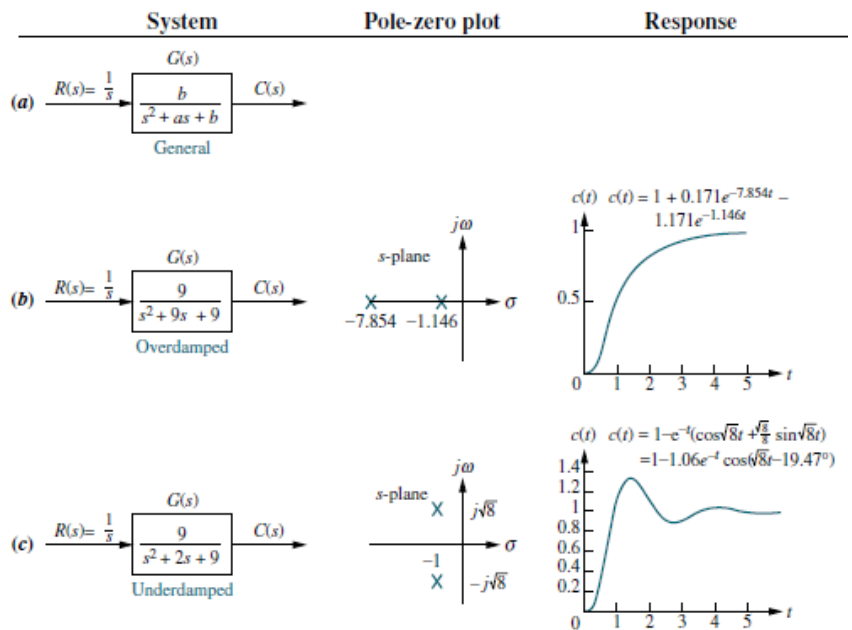 System Pole-zero plot Response
(a) R(s)= 1/s G(s) b/(s² + as + b) C(s)
General
(b) R(s)= 1/s G(s) 9/(s² + 9s + 9) C(s)
Overdamped
jω
s-plane
σ
−7.854 −1.146
c(t) c(t) = 1 + 0.171e^−7.854t −
1.171e^−1.146t
1
0.5
0 1 2 3 4 5 t
(c) R(s)= 1/s G(s) 9/(s² + 2s + 9) C(s)
Underdamped
jω
s-plane
j√8
σ
−1
−j√8
c(t) c(t) = 1−e^−t(cos√8t + √8/8 sin√8t)
=1−1.06e^−t cos(√8t−19.47°)
1.4
1.2
1
0.8
0.6
0.4
0.2
0 1 2 3 4 5 t